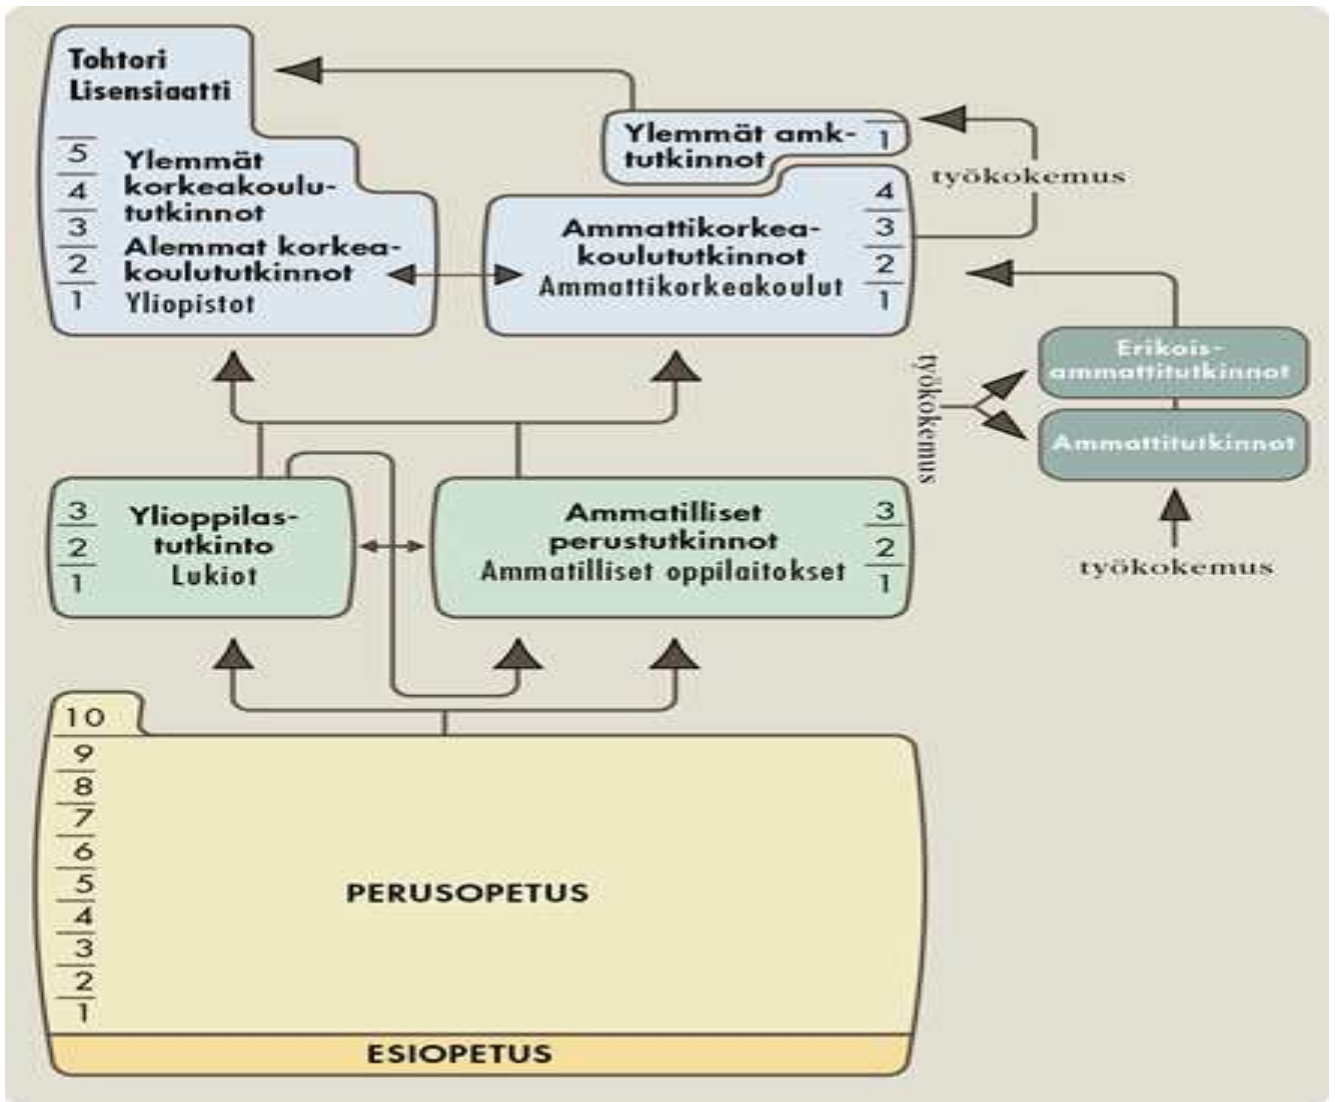 Tohtori
Lisensiaatti
5
4
3
2
1
Ylemmät
korkeakoulu-
tutkinnot
Alemmat korkea-
koulututkinnot
Yliopistot
Ylemmät amk-
tutkinnot
1
työkokemus
Ammattikorkea-
koulututkinnot
Ammattikorkeakoulut
4
3
2
1
Erikois-
ammattitutkinnot
Ammattitutkinnot
työkokemus
työkokemus
3
2
1
Ylioppilas-
tutkinto
Lukiot
Ammatilliset
perustutkinnot
Ammatilliset oppilaitokset
3
2
1
10
9
8
7
6
5
4
3
2
1
PERUSOPETUS
ESIOPETUS